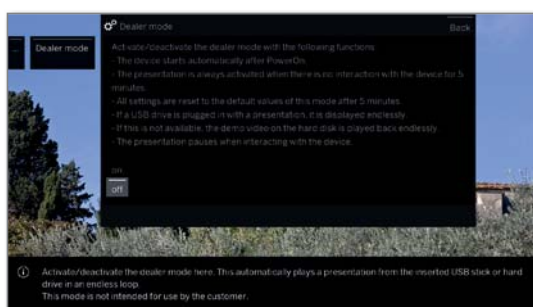 Dealer mode
Back
... Dealer mode
Activate/deactivate the dealer mode with the following functions
- The device starts automatically after PowerOn.
- The presentation is always activated when there is no interaction with the device for 5
minutes.
- All settings are reset to the default values of this mode after 5 minutes.
- If a USB drive is plugged in with a presentation, it is displayed endlessly
- If this is not available, the demo video on the hard disk is played back endlessly.
- The presentation pauses when interacting with the device.
on
off
Activate/deactivate the dealer mode here. This automatically plays a presentation from the inserted USB stick or hard
drive in an endless loop.
This mode is not intended for use by the customer.